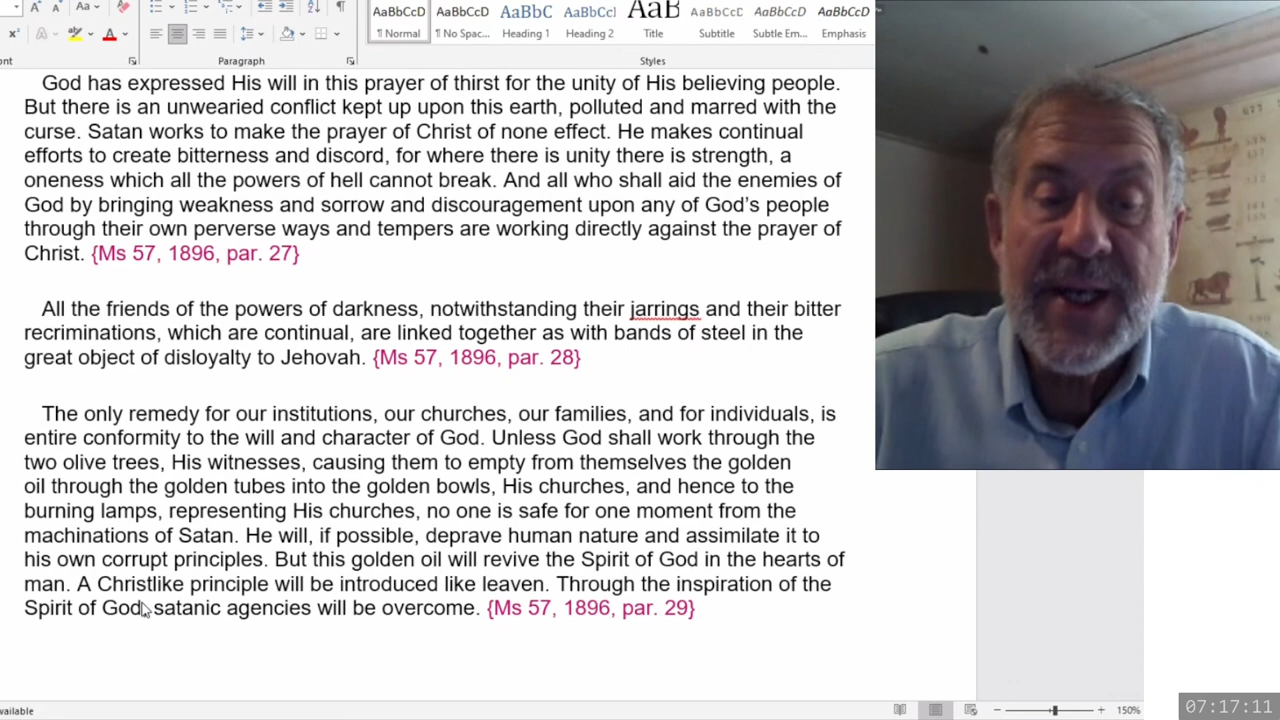 Aa
AaBbCcD AaBbCcD AaBbC AaBbCcl AaB AaBbCcD AaBbCcD AaBbCcD
¶ Normal ¶ No Spac... Heading 1 Heading 2 Title Subtitle Subtle Em... Emphasis
ont Paragraph Styles
God has expressed His will in this prayer of thirst for the unity of His believing people.
But there is an unwearied conflict kept up upon this earth, polluted and marred with the
curse. Satan works to make the prayer of Christ of none effect. He makes continual
efforts to create bitterness and discord, for where there is unity there is strength, a
oneness which all the powers of hell cannot break. And all who shall aid the enemies of
God by bringing weakness and sorrow and discouragement upon any of God's people
through their own perverse ways and tempers are working directly against the prayer of
Christ. {Ms 57, 1896, par. 27}
All the friends of the powers of darkness, notwithstanding their jarrings and their bitter
recriminations, which are continual, are linked together as with bands of steel in the
great object of disloyalty to Jehovah. {Ms 57, 1896, par. 28}
The only remedy for our institutions, our churches, our families, and for individuals, is
entire conformity to the will and character of God. Unless God shall work through the
two olive trees, His witnesses, causing them to empty from themselves the golden
oil through the golden tubes into the golden bowls, His churches, and hence to the
burning lamps, representing His churches, no one is safe for one moment from the
machinations of Satan. He will, if possible, deprave human nature and assimilate it to
his own corrupt principles. But this golden oil will revive the Spirit of God in the hearts of
man. A Christlike principle will be introduced like leaven. Through the inspiration of the
Spirit of God, satanic agencies will be overcome. {Ms 57, 1896, par. 29}
677
vailable
150%
07:17:11